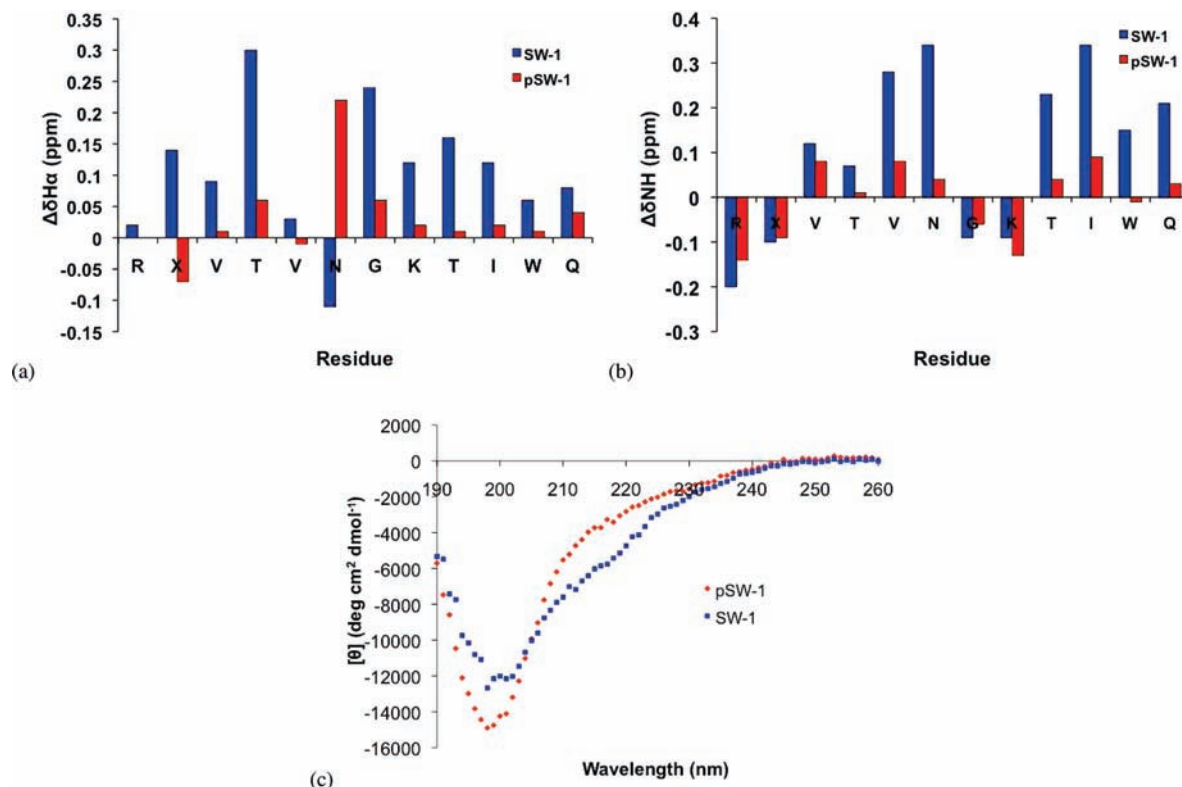 0.35
0.3
0.25
0.2
0.15
0.1
0.05
0
-0.05
-0.1
-0.15
ΔδHα (ppm)
SW-1
pSW-1
R X V T V N G K T I W Q
Residue
(a)
0.4
0.3
0.2
0.1
0
-0.1
-0.2
-0.3
ΔδNH (ppm)
SW-1
pSW-1
R X V T V N G K T I W Q
Residue
(b)
2000
0
-2000
-4000
-6000
-8000
-10000
-12000
-14000
-16000
[θ] (deg cm² dmol⁻¹)
190 200 210 220 230 240 250 260
pSW-1
SW-1
Wavelength (nm)
(c)